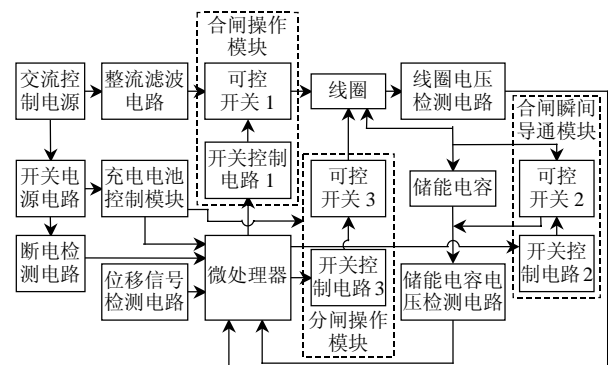 合闸操作
模块
交流控
制电源
整流滤波
电路
可控
开关 1
线圈
线圈电压
检测电路
合闸瞬间
导通模块
开关电
源电路
充电电池
控制模块
开关控制
电路 1
可控
开关 3
储能电容
可控
开关 2
断电检
测电路
位移信号
检测电路
微处理器
开关控
制电路 3
储能电容电
压检测电路
开关控
制电路 2
分闸操作
模块